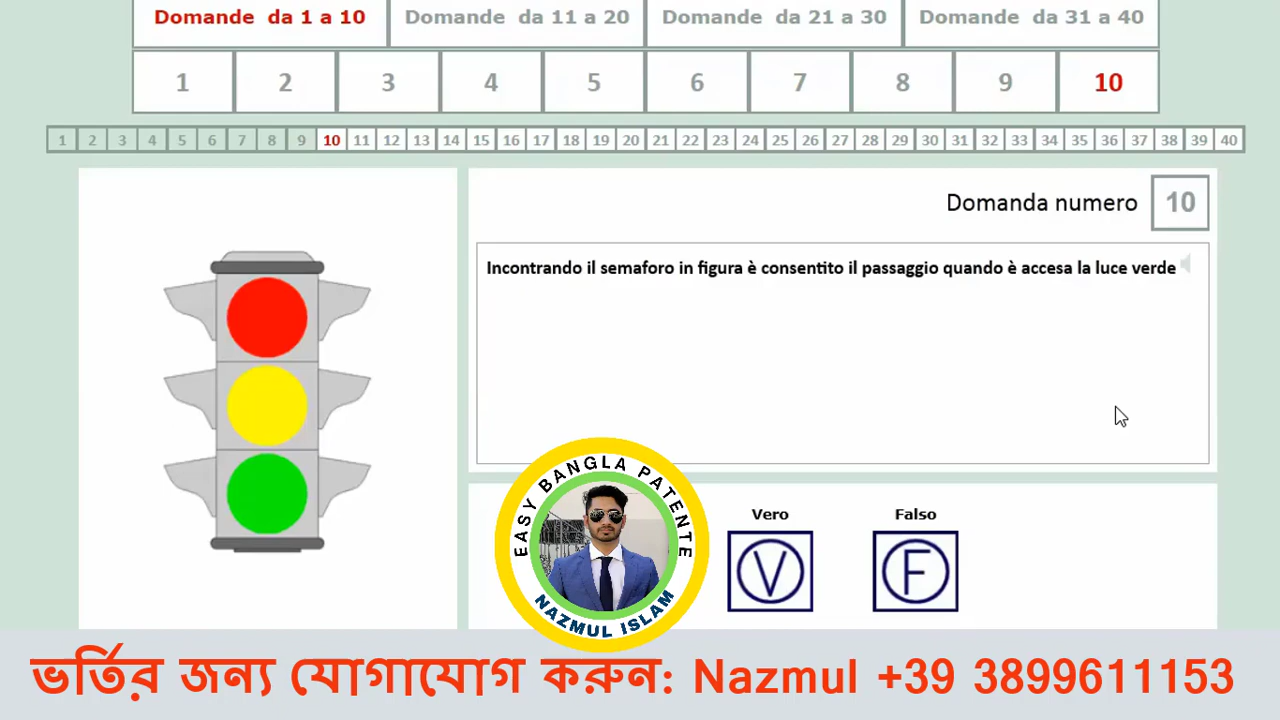 Domande da 1 a 10 Domande da 11 a 20 Domande da 21 a 30 Domande da 31 a 40
1 2 3 4 5 6 7 8 9 10
1 2 3 4 5 6 7 8 9 10 11 12 13 14 15 16 17 18 19 20 21 22 23 24 25 26 27 28 29 30 31 32 33 34 35 36 37 38 39 40
Domanda numero 10
Incontrando il semaforo in figura è consentito il passaggio quando è accesa la luce verde
EASY BANGLA PATENTE
NAZMUL ISLAM
Vero Falso
V F
ভর্তির জন্য যোগাযোগ করুন: Nazmul +39 3899611153